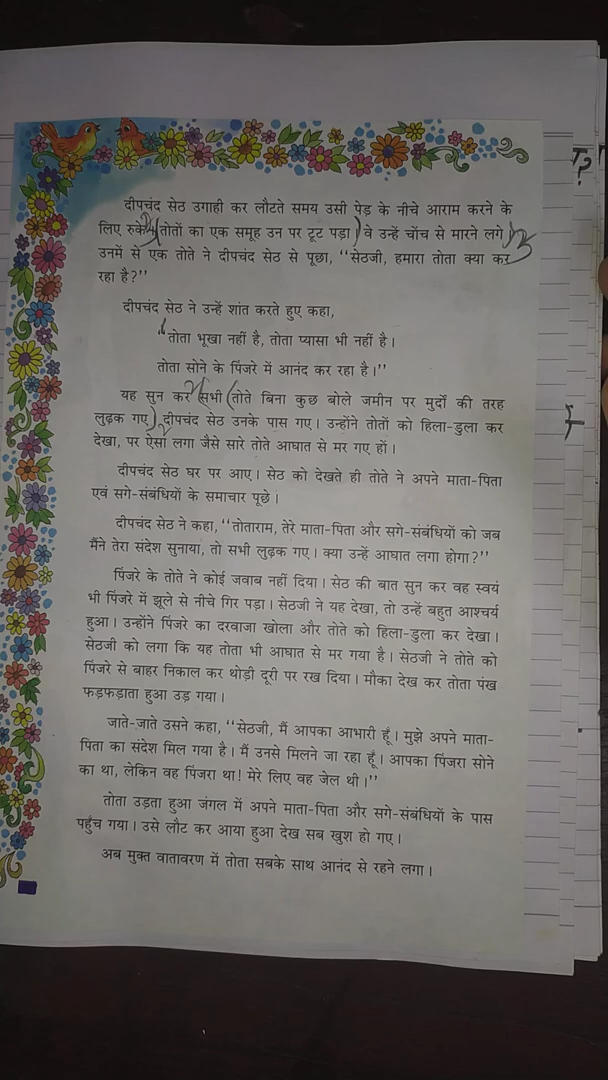 दीपचंद सेठ उगाही कर लौटते समय उसी पेड़ के नीचे आराम करने के
लिए रुके। तोतों का एक समूह उन पर टूट पड़ा। वे उन्हें चोंच से मारने लगे।
उनमें से एक तोते ने दीपचंद सेठ से पूछा, ‘‘सेठजी, हमारा तोता क्या कर
रहा है?’’
दीपचंद सेठ ने उन्हें शांत करते हुए कहा,
‘‘तोता भूखा नहीं है, तोता प्यासा भी नहीं है।
तोता सोने के पिंजरे में आनंद कर रहा है।’’
यह सुन कर सभी तोते बिना कुछ बोले जमीन पर मुर्दों की तरह
लुढ़क गए। दीपचंद सेठ उनके पास गए। उन्होंने तोतों को हिला-डुला कर
देखा, पर ऐसा लगा जैसे सारे तोते आघात से मर गए हों।
दीपचंद सेठ घर पर आए। सेठ को देखते ही तोते ने अपने माता-पिता
एवं सगे-संबंधियों के समाचार पूछे।
दीपचंद सेठ ने कहा, ‘‘तोताराम, तेरे माता-पिता और सगे-संबंधियों को जब
मैंने तेरा संदेश सुनाया, तो सभी लुढ़क गए। क्या उन्हें आघात लगा होगा?’’
पिंजरे के तोते ने कोई जवाब नहीं दिया। सेठ की बात सुन कर वह स्वयं
भी पिंजरे में झूले से नीचे गिर पड़ा। सेठजी ने यह देखा, तो उन्हें बहुत आश्चर्य
हुआ। उन्होंने पिंजरे का दरवाजा खोला और तोते को हिला-डुला कर देखा।
सेठजी को लगा कि यह तोता भी आघात से मर गया है। सेठजी ने तोते को
पिंजरे से बाहर निकाल कर थोड़ी दूरी पर रख दिया। मौका देख कर तोता पंख
फड़फड़ाता हुआ उड़ गया।
जाते-जाते उसने कहा, ‘‘सेठजी, मैं आपका आभारी हूँ। मुझे अपने माता-
पिता का संदेश मिल गया है। मैं उनसे मिलने जा रहा हूँ। आपका पिंजरा सोने
का था, लेकिन वह पिंजरा था! मेरे लिए वह जेल थी।’’
तोता उड़ता हुआ जंगल में अपने माता-पिता और सगे-संबंधियों के पास
पहुँच गया। उसे लौट कर आया हुआ देख सब खुश हो गए।
अब मुक्त वातावरण में तोता सबके साथ आनंद से रहने लगा।